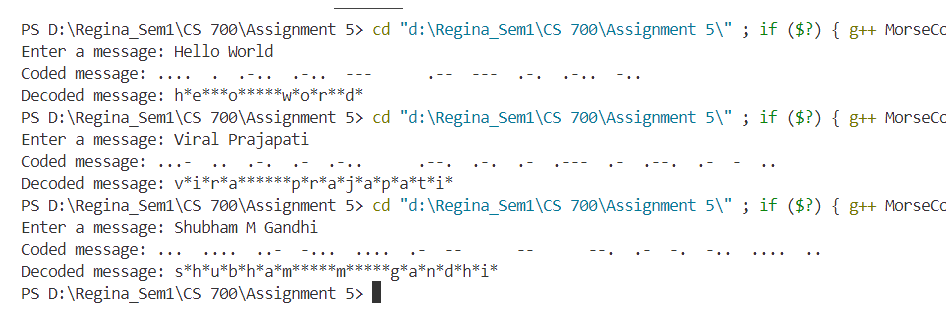 PS D:\Regina_Sem1\CS 700\Assignment 5> cd "d:\Regina_Sem1\CS 700\Assignment 5\" ; if ($?) { g++ MorseCo
Enter a message: Hello World
Coded message: ....  .  .-..  .-..  ---      .--  ---  .-.  .-..  -..
Decoded message: h*e***o*****w*o*r**d*
PS D:\Regina_Sem1\CS 700\Assignment 5> cd "d:\Regina_Sem1\CS 700\Assignment 5\" ; if ($?) { g++ MorseCo
Enter a message: Viral Prajapati
Coded message: ...-  ..  .-.  .-  .-..      .--.  .-.  .-  .---  .-  .--.  .-  -  ..
Decoded message: v*i*r*a******p*r*a*j*a*p*a*t*i*
PS D:\Regina_Sem1\CS 700\Assignment 5> cd "d:\Regina_Sem1\CS 700\Assignment 5\" ; if ($?) { g++ MorseCo
Enter a message: Shubham M Gandhi
Coded message: ...  ....  ..-  -...  ....  .-  --      --      --.  .-  -.  -..  ....  ..
Decoded message: s*h*u*b*h*a*m*****m*****g*a*n*d*h*i*
PS D:\Regina_Sem1\CS 700\Assignment 5>